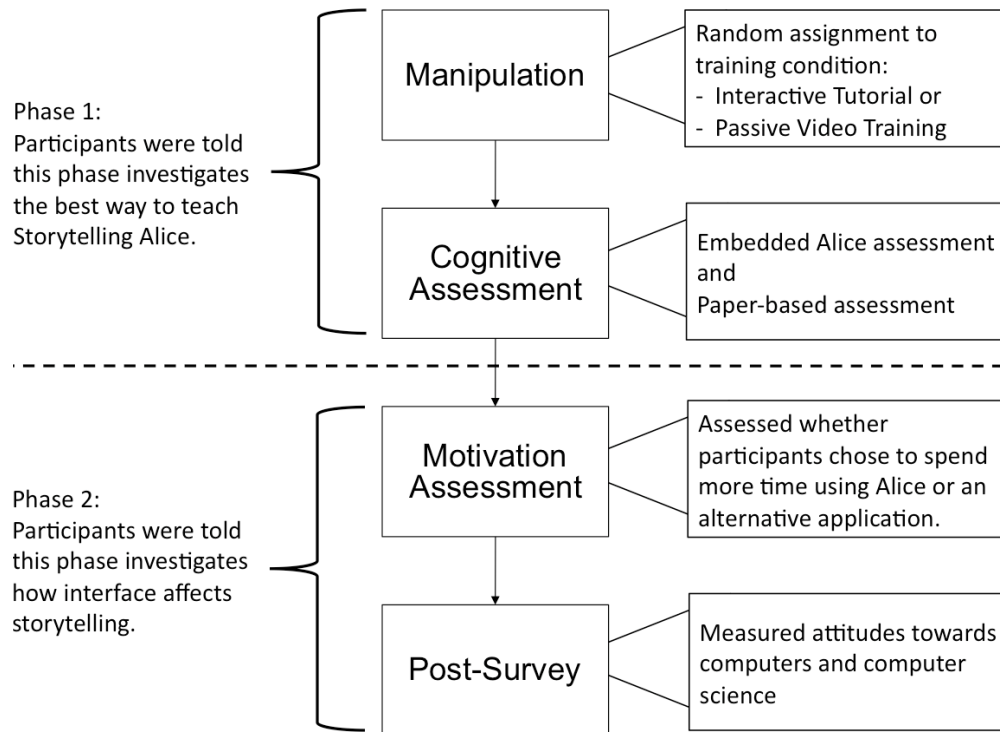 Phase 1:
Participants were told
this phase investigates
the best way to teach
Storytelling Alice.
Manipulation
Random assignment to
training condition:
- Interactive Tutorial or
- Passive Video Training
Cognitive
Assessment
Embedded Alice assessment
and
Paper-based assessment
Phase 2:
Participants were told
this phase investigates
how interface affects
storytelling.
Motivation
Assessment
Assessed whether
participants chose to spend
more time using Alice or an
alternative application.
Post-Survey
Measured attitudes towards
computers and computer
science